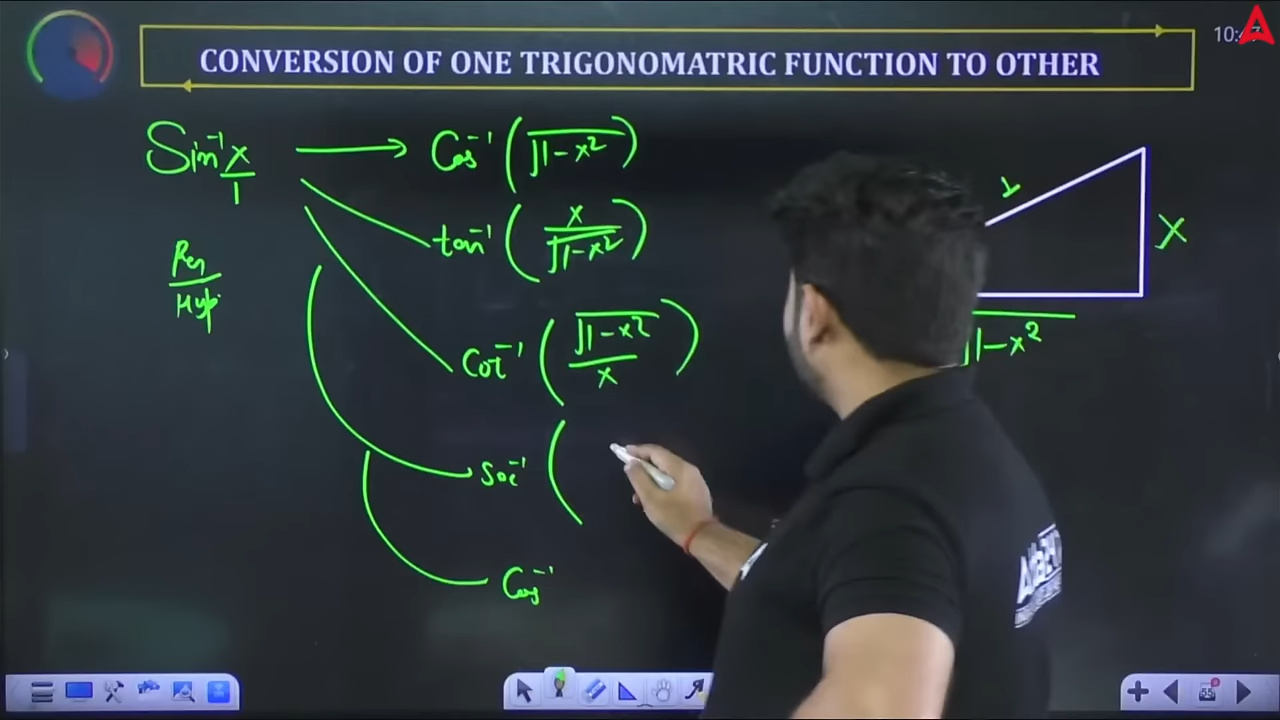 CONVERSION OF ONE TRIGONOMATRIC FUNCTION TO OTHER
Sin⁻¹ x/1 → Cos⁻¹ (√1-x²)
tan⁻¹ (x/√1-x²)
Per/Hyp
Cot⁻¹ (√1-x²/x)
Sec⁻¹ (
Cos⁻¹
1
x
√1-x²